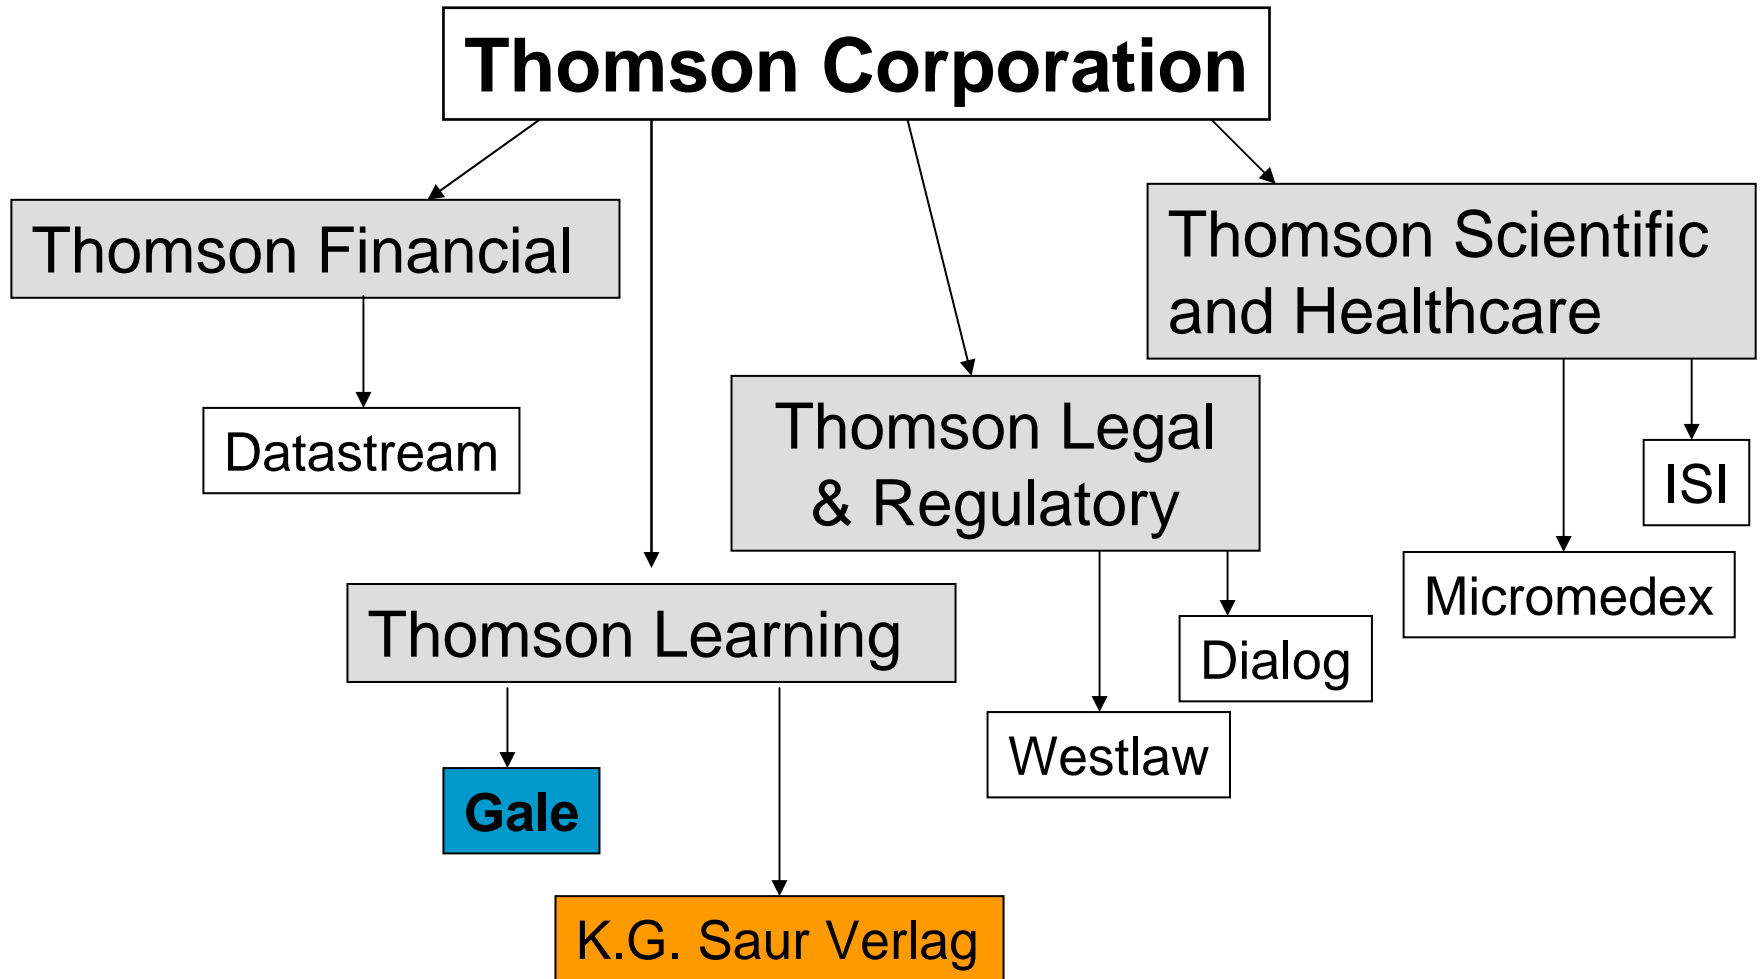 Thomson Corporation
Thomson Financial
Thomson Scientific
and Healthcare
Datastream
Thomson Legal
& Regulatory
ISI
Micromedex
Thomson Learning
Dialog
Westlaw
Gale
K.G. Saur Verlag